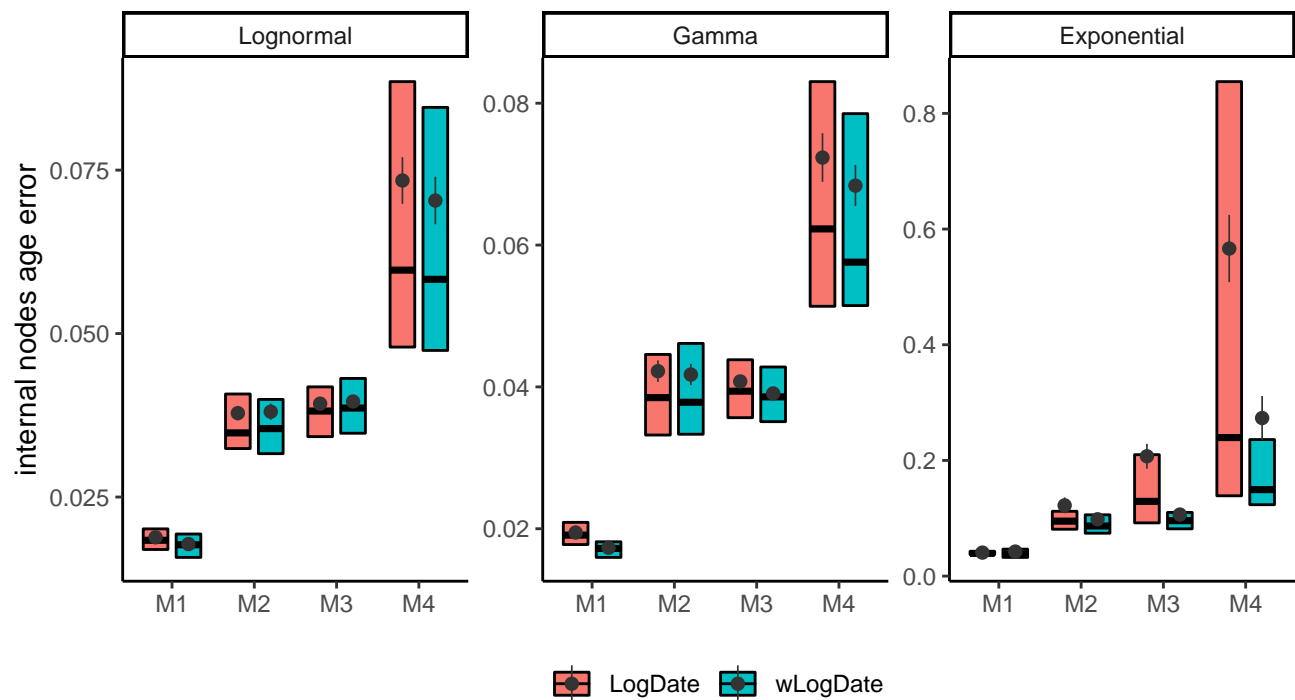 Lognormal
Gamma
Exponential
internal nodes age error
0.075
0.050
0.025
0.08
0.06
0.04
0.02
0.8
0.6
0.4
0.2
0.0
M1 M2 M3 M4
M1 M2 M3 M4
M1 M2 M3 M4
LogDate wLogDate